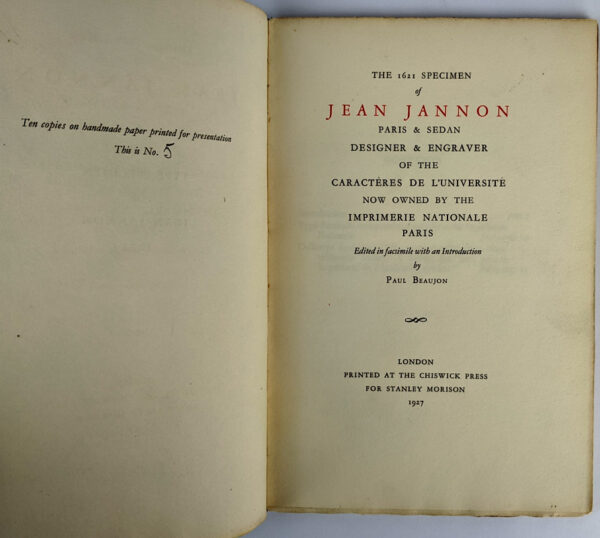 Ten copies on handmade paper printed for presentation
This is No. 5
THE 1621 SPECIMEN
of
JEAN JANNON
PARIS & SEDAN
DESIGNER & ENGRAVER
OF THE
CARACTÈRES DE L'UNIVERSITÉ
NOW OWNED BY THE
IMPRIMERIE NATIONALE
PARIS
Edited in facsimile with an Introduction
by
PAUL BEAUJON
LONDON
PRINTED AT THE CHISWICK PRESS
FOR STANLEY MORISON
1927